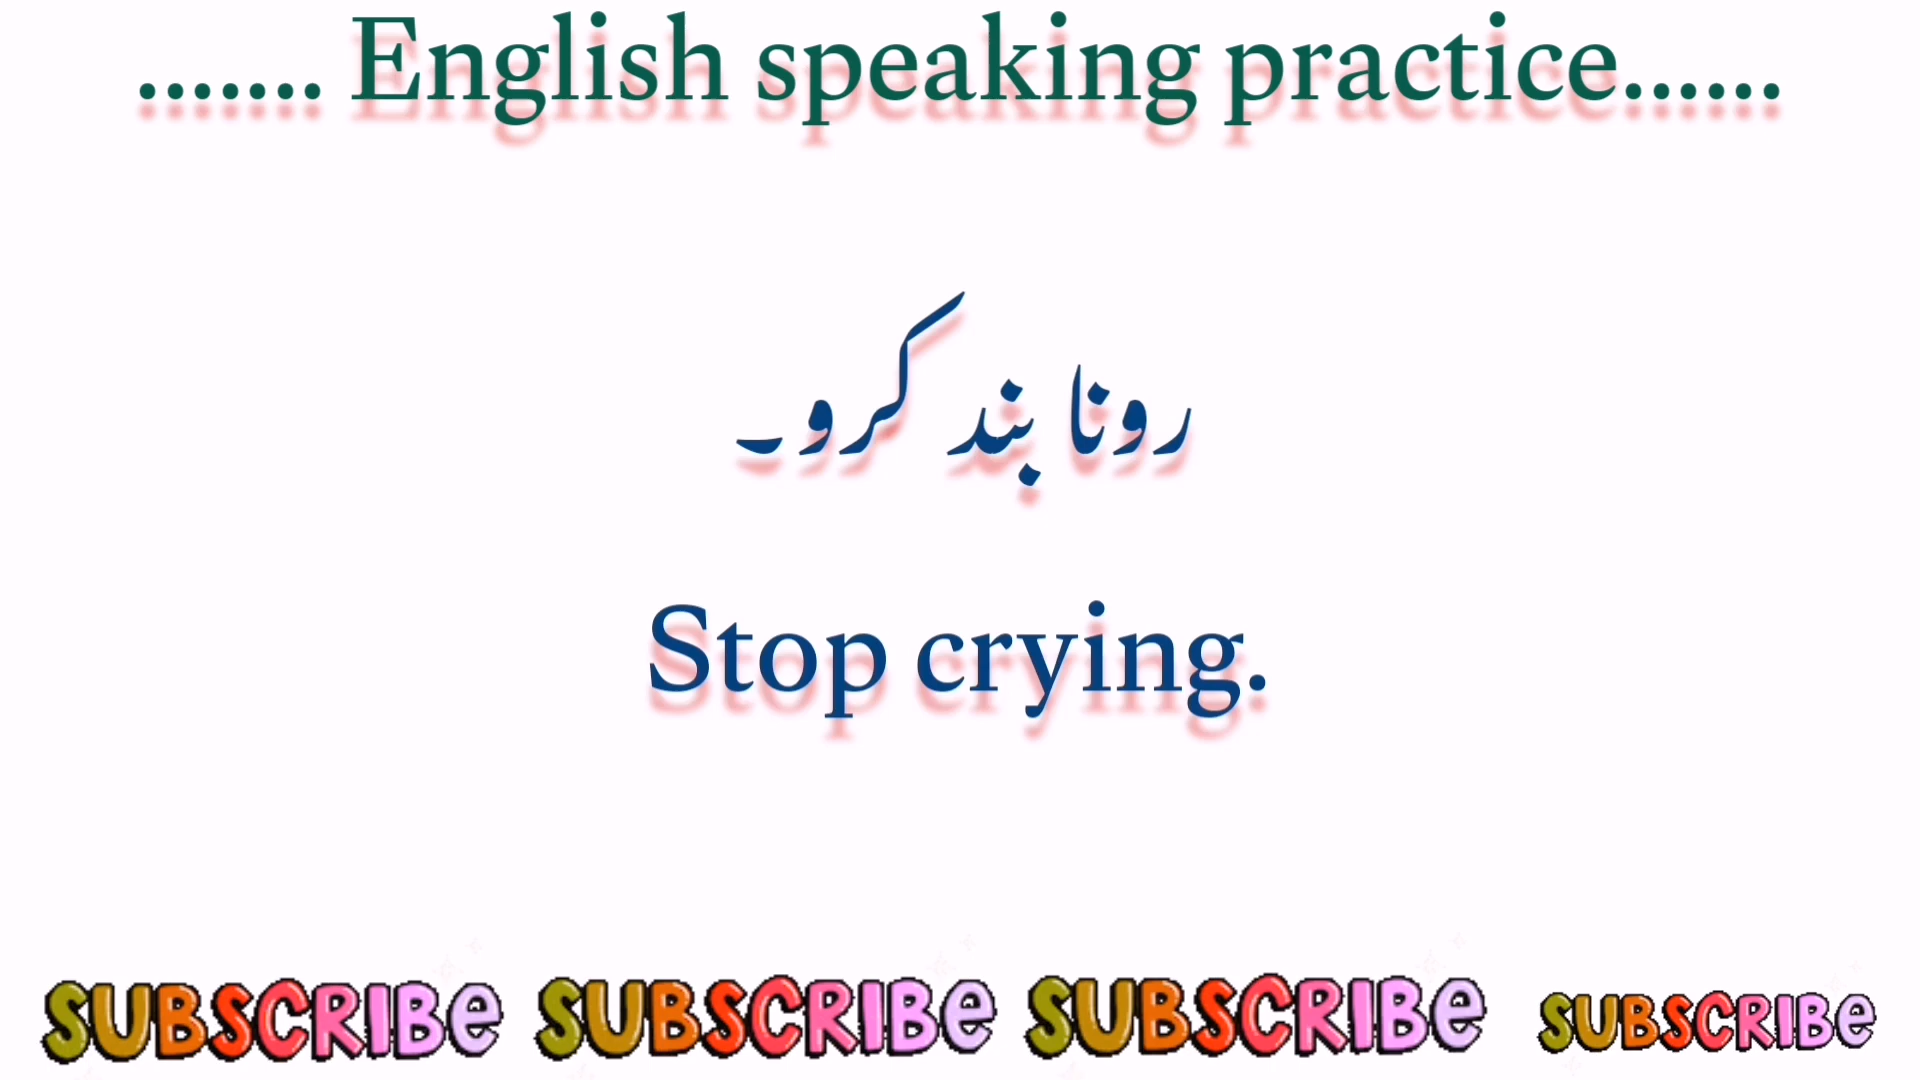 ....... English speaking practice......
رونا بند کرو۔
Stop crying.
SUBSCRIBe SUBSCRIBe SUBSCRIBe SUBSCRIBe